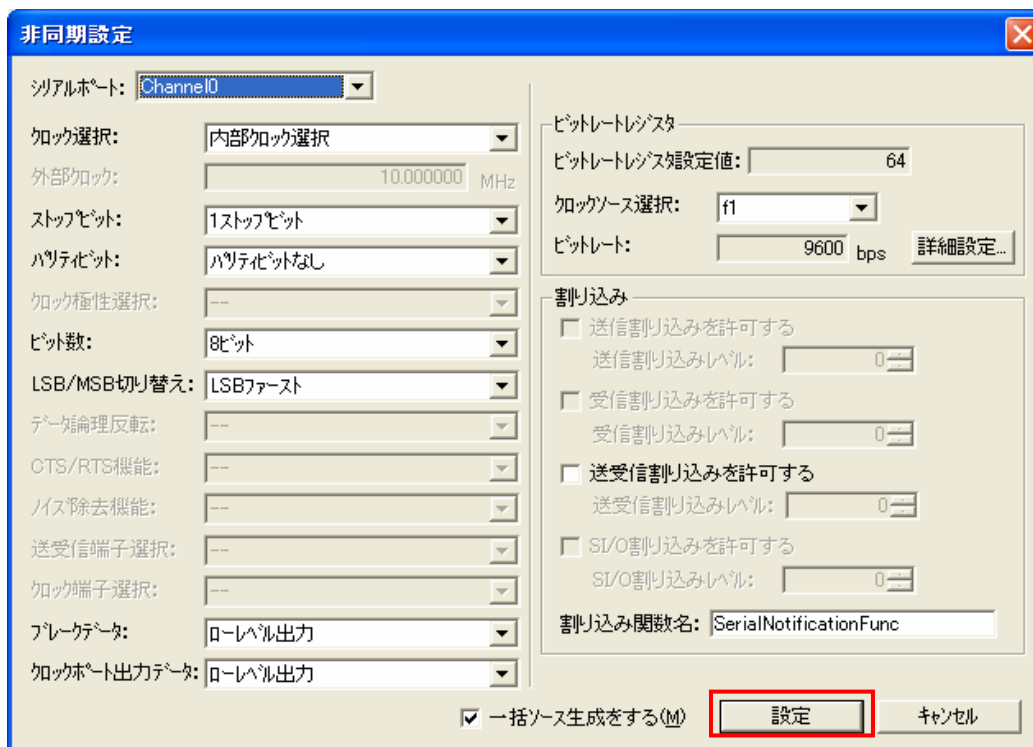 非同期設定
シリアルポート: Channel0
クロック選択: 内部クロック選択
外部クロック: 10.000000 MHz
ストップビット: 1ストップビット
パリティビット: パリティビットなし
クロック極性選択: --
ビット数: 8ビット
LSB/MSB切り替え: LSBファースト
データ論理反転: --
CTS/RTS機能: --
ノイズ除去機能: --
送受信端子選択: --
クロック端子選択: --
ブレークデータ: ローレベル出力
クロックポート出力データ: ローレベル出力
ビットレートレジスタ
ビットレートレジスタ設定値: 64
クロックソース選択: f1
ビットレート: 9600 bps 詳細設定...
割り込み
送信割り込みを許可する
送信割り込みレベル: 0
受信割り込みを許可する
受信割り込みレベル: 0
送受信割り込みを許可する
送受信割り込みレベル: 0
SI/O割り込みを許可する
SI/O割り込みレベル: 0
割り込み関数名: SerialNotificationFunc
一括ソース生成をする(M) 設定 キャンセル